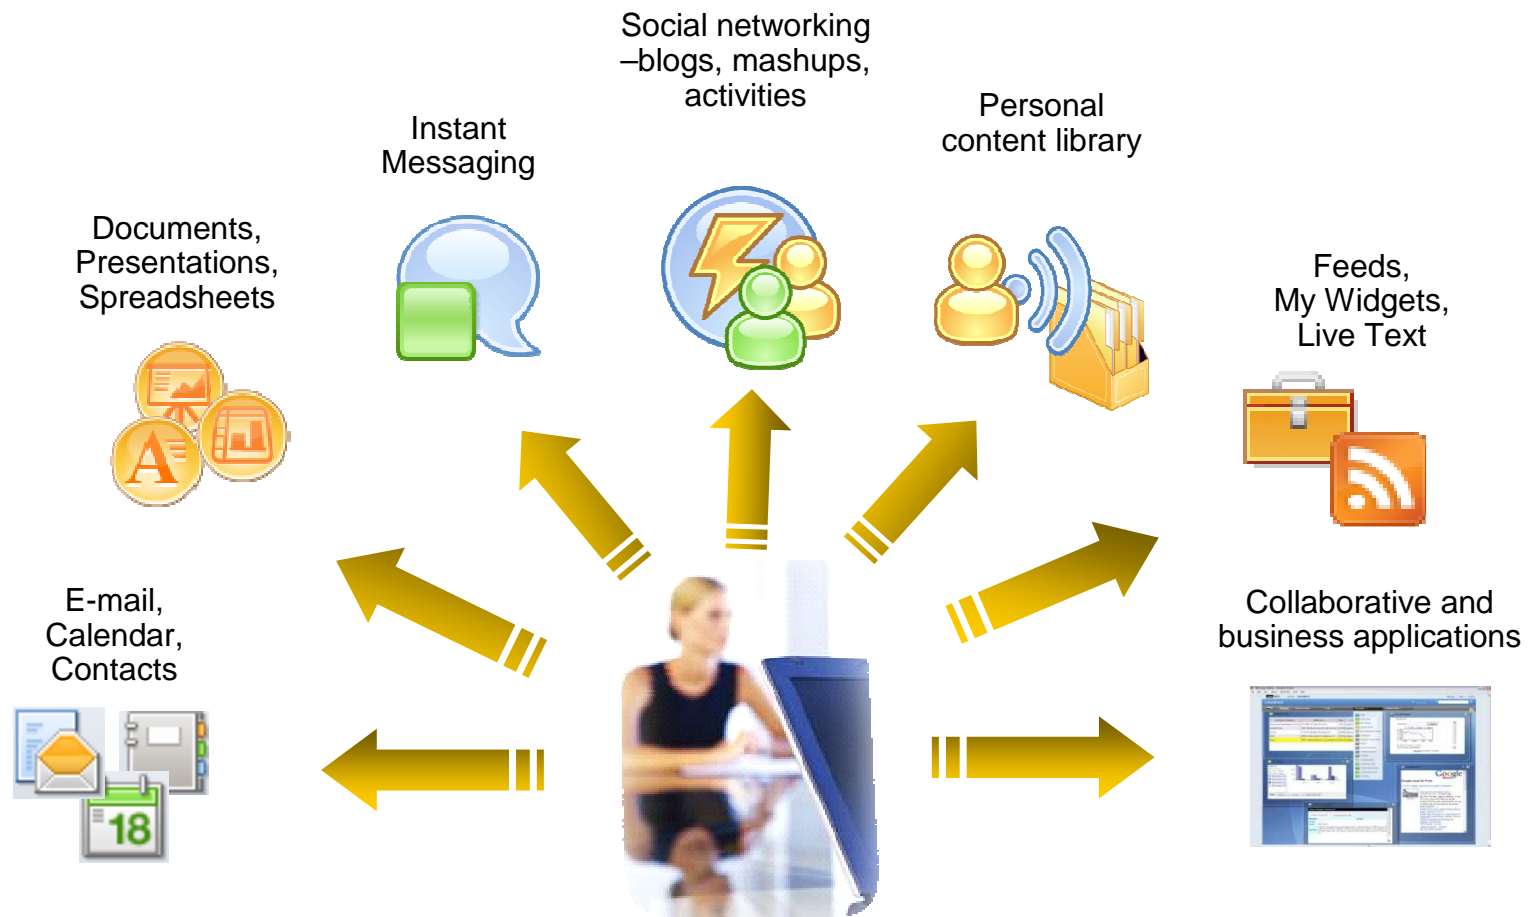 Social networking
–blogs, mashups,
activities
Personal
content library
Instant
Messaging
Documents,
Presentations,
Spreadsheets
Feeds,
My Widgets,
Live Text
E-mail,
Calendar,
Contacts
Collaborative and
business applications
A
18
Google